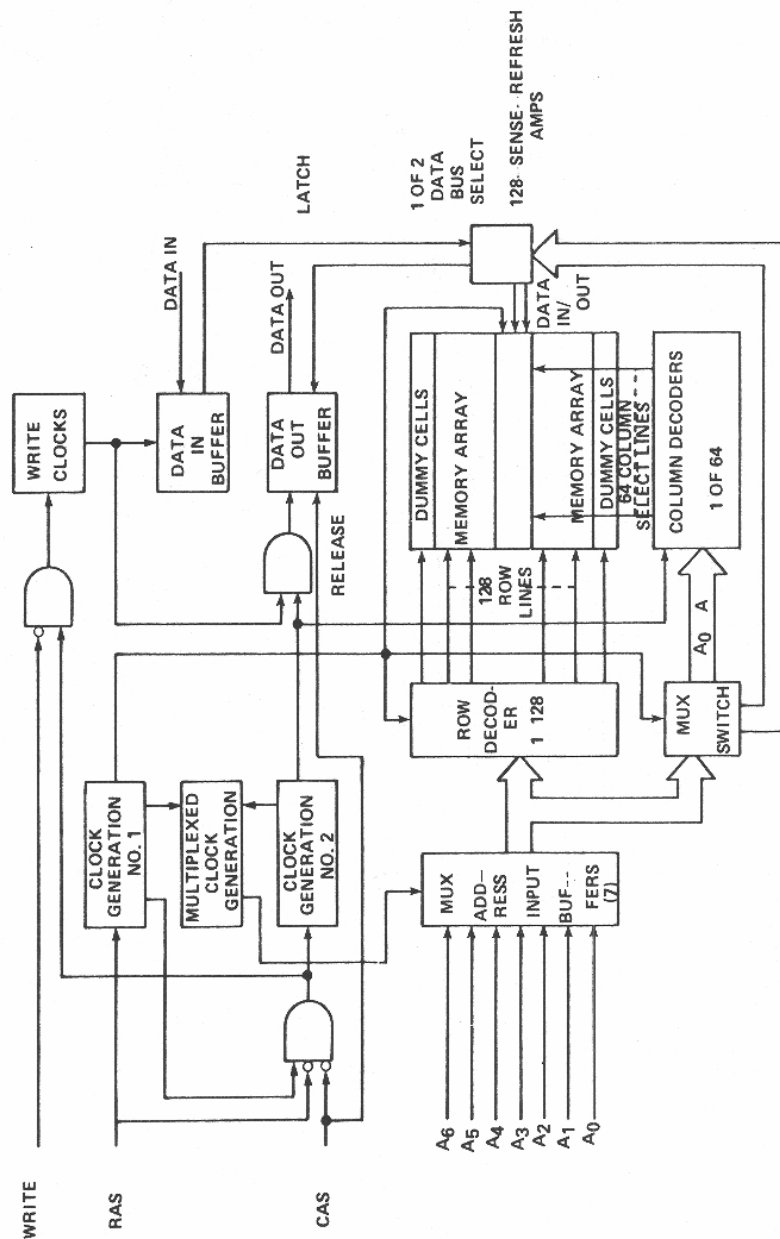 WRITE
RAS
CAS
WRITE
CLOCKS
DATA IN
DATA
IN
BUFFER
CLOCK
GENERATION
NO. 1
MULTIPLEXED
CLOCK
GENERATION
CLOCK
GENERATION
NO. 2
DATA
OUT
BUFFER
DATA OUT
LATCH
RELEASE
A6
A5
A4
A3
A2
A1
A0
MUX
ADD-
RESS
INPUT
BUF--
FERS
(7)
ROW
DECOD-
ER
1 128
128
ROW
LINES
DUMMY CELLS
MEMORY ARRAY
MEMORY ARRAY
DUMMY CELLS
DATA
IN/
OUT
1 OF 2
DATA
BUS
SELECT
128- SENSE--REFRESH
AMPS
64 COLUMN
SELECT LINES
COLUMN DECODERS
1 OF 64
MUX
SWITCH
A0 A